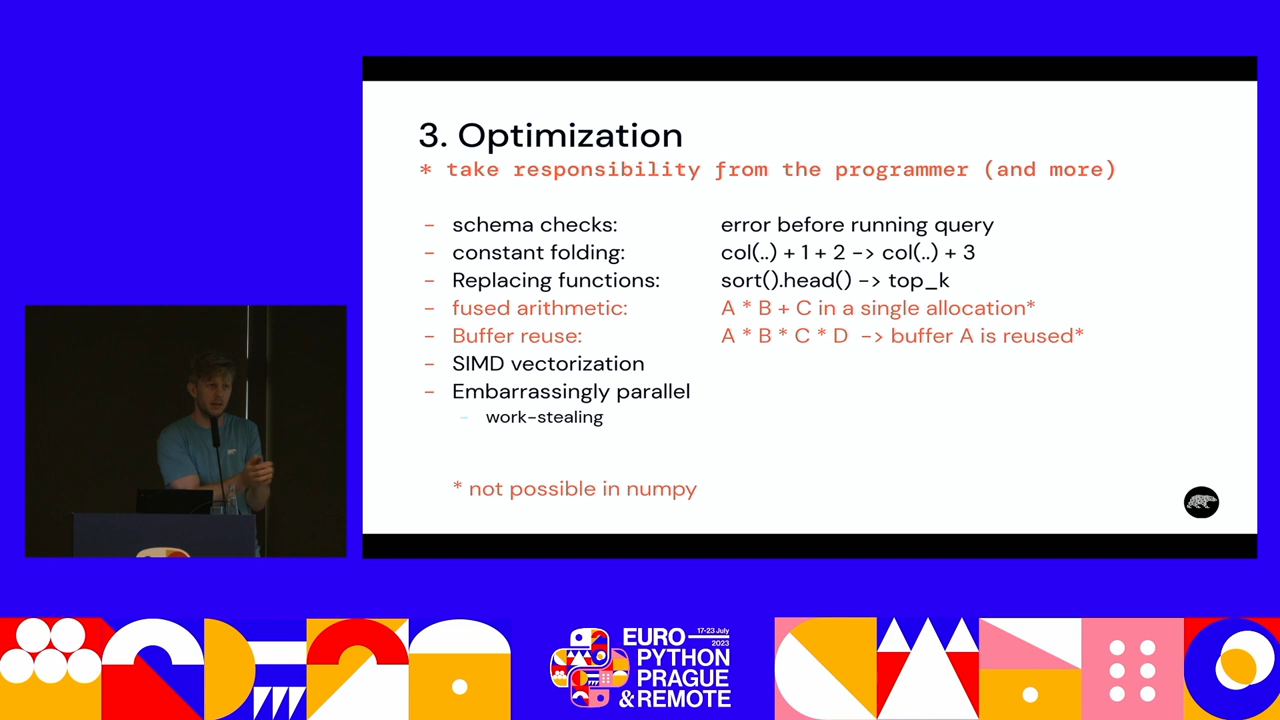 3. Optimization
* take responsibility from the programmer (and more)
- schema checks: error before running query
- constant folding: col(..) + 1 + 2 -> col(..) + 3
- Replacing functions: sort().head() -> top_k
- fused arithmetic: A * B + C in a single allocation*
- Buffer reuse: A * B * C * D -> buffer A is reused*
- SIMD vectorization
- Embarrassingly parallel
- work-stealing
* not possible in numpy
EURO 17-23 July 2023
PYTHON
PRAGUE
& REMOTE